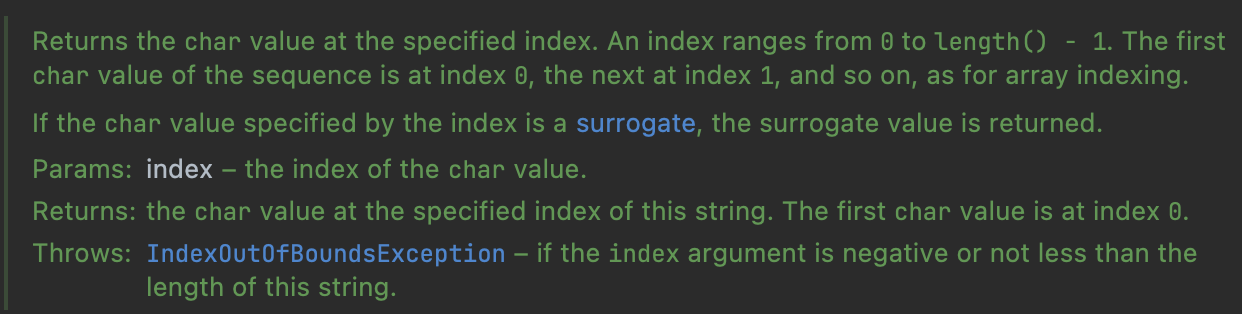 Returns the char value at the specified index. An index ranges from 0 to length() - 1. The first
char value of the sequence is at index 0, the next at index 1, and so on, as for array indexing.
If the char value specified by the index is a surrogate, the surrogate value is returned.
Params: index – the index of the char value.
Returns: the char value at the specified index of this string. The first char value is at index 0.
Throws: IndexOutOfBoundsException – if the index argument is negative or not less than the
length of this string.